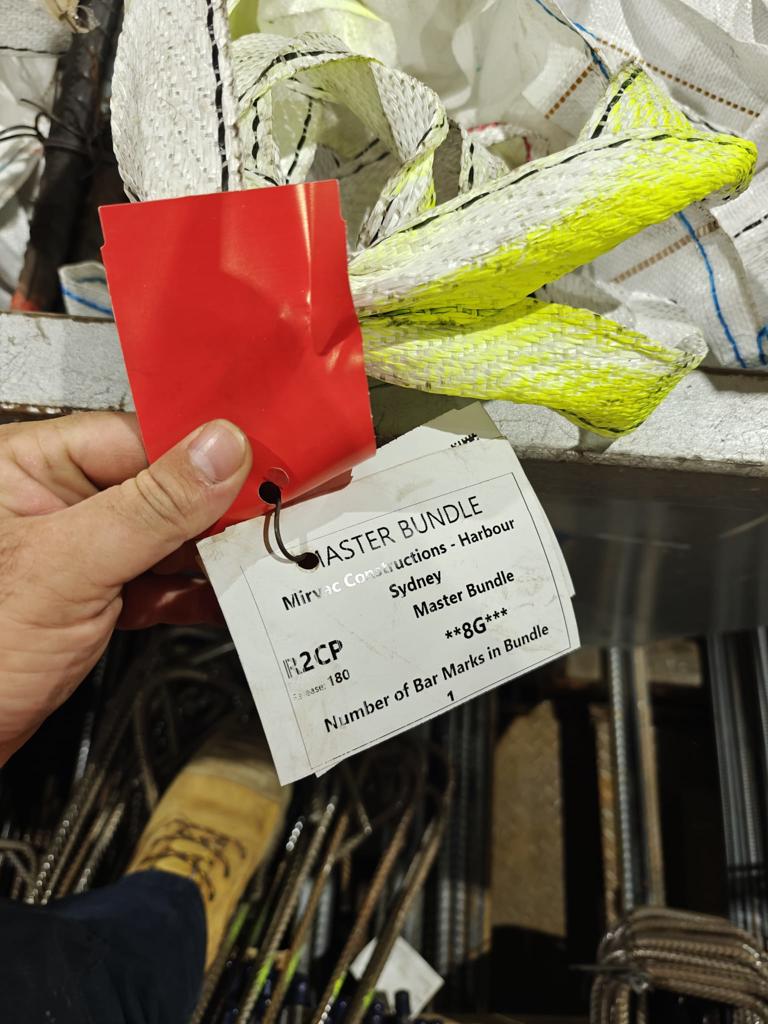 MASTER BUNDLE
Mirvac Constructions - Harbour
Sydney
Master Bundle
R2CP
**8G***
Release: 180
Number of Bar Marks in Bundle
1